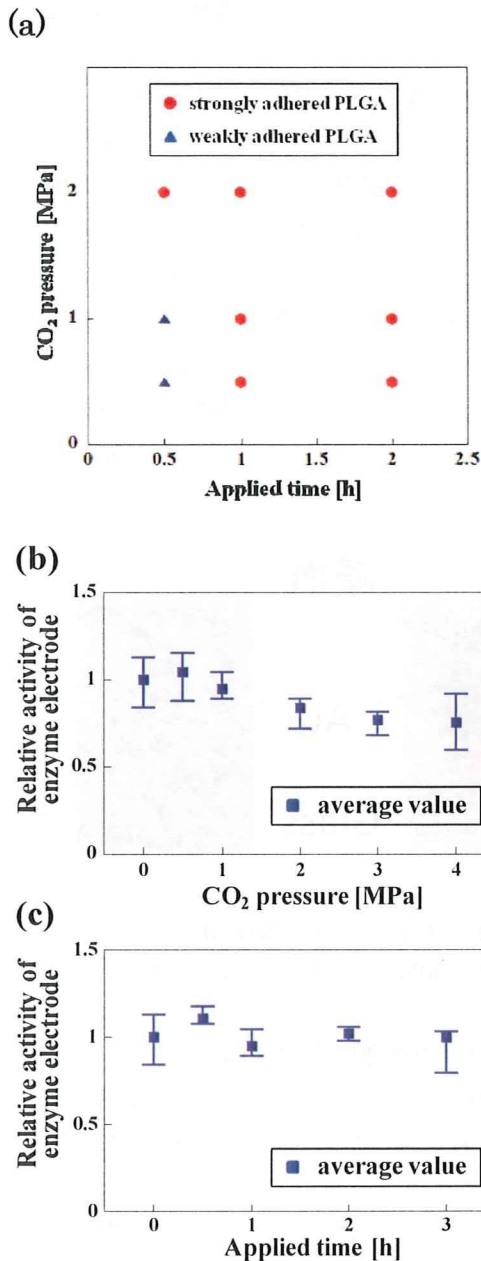 (a)
strongly adhered PLGA
weakly adhered PLGA
CO₂ pressure [MPa]
2
1
0
0
0.5
1
1.5
2
2.5
Applied time [h]
(b)
Relative activity of
enzyme electrode
1.5
1
0.5
0
average value
0
1
2
3
4
CO₂ pressure [MPa]
(c)
Relative activity of
enzyme electrode
1.5
1
0.5
0
average value
0
1
2
3
Applied time [h]